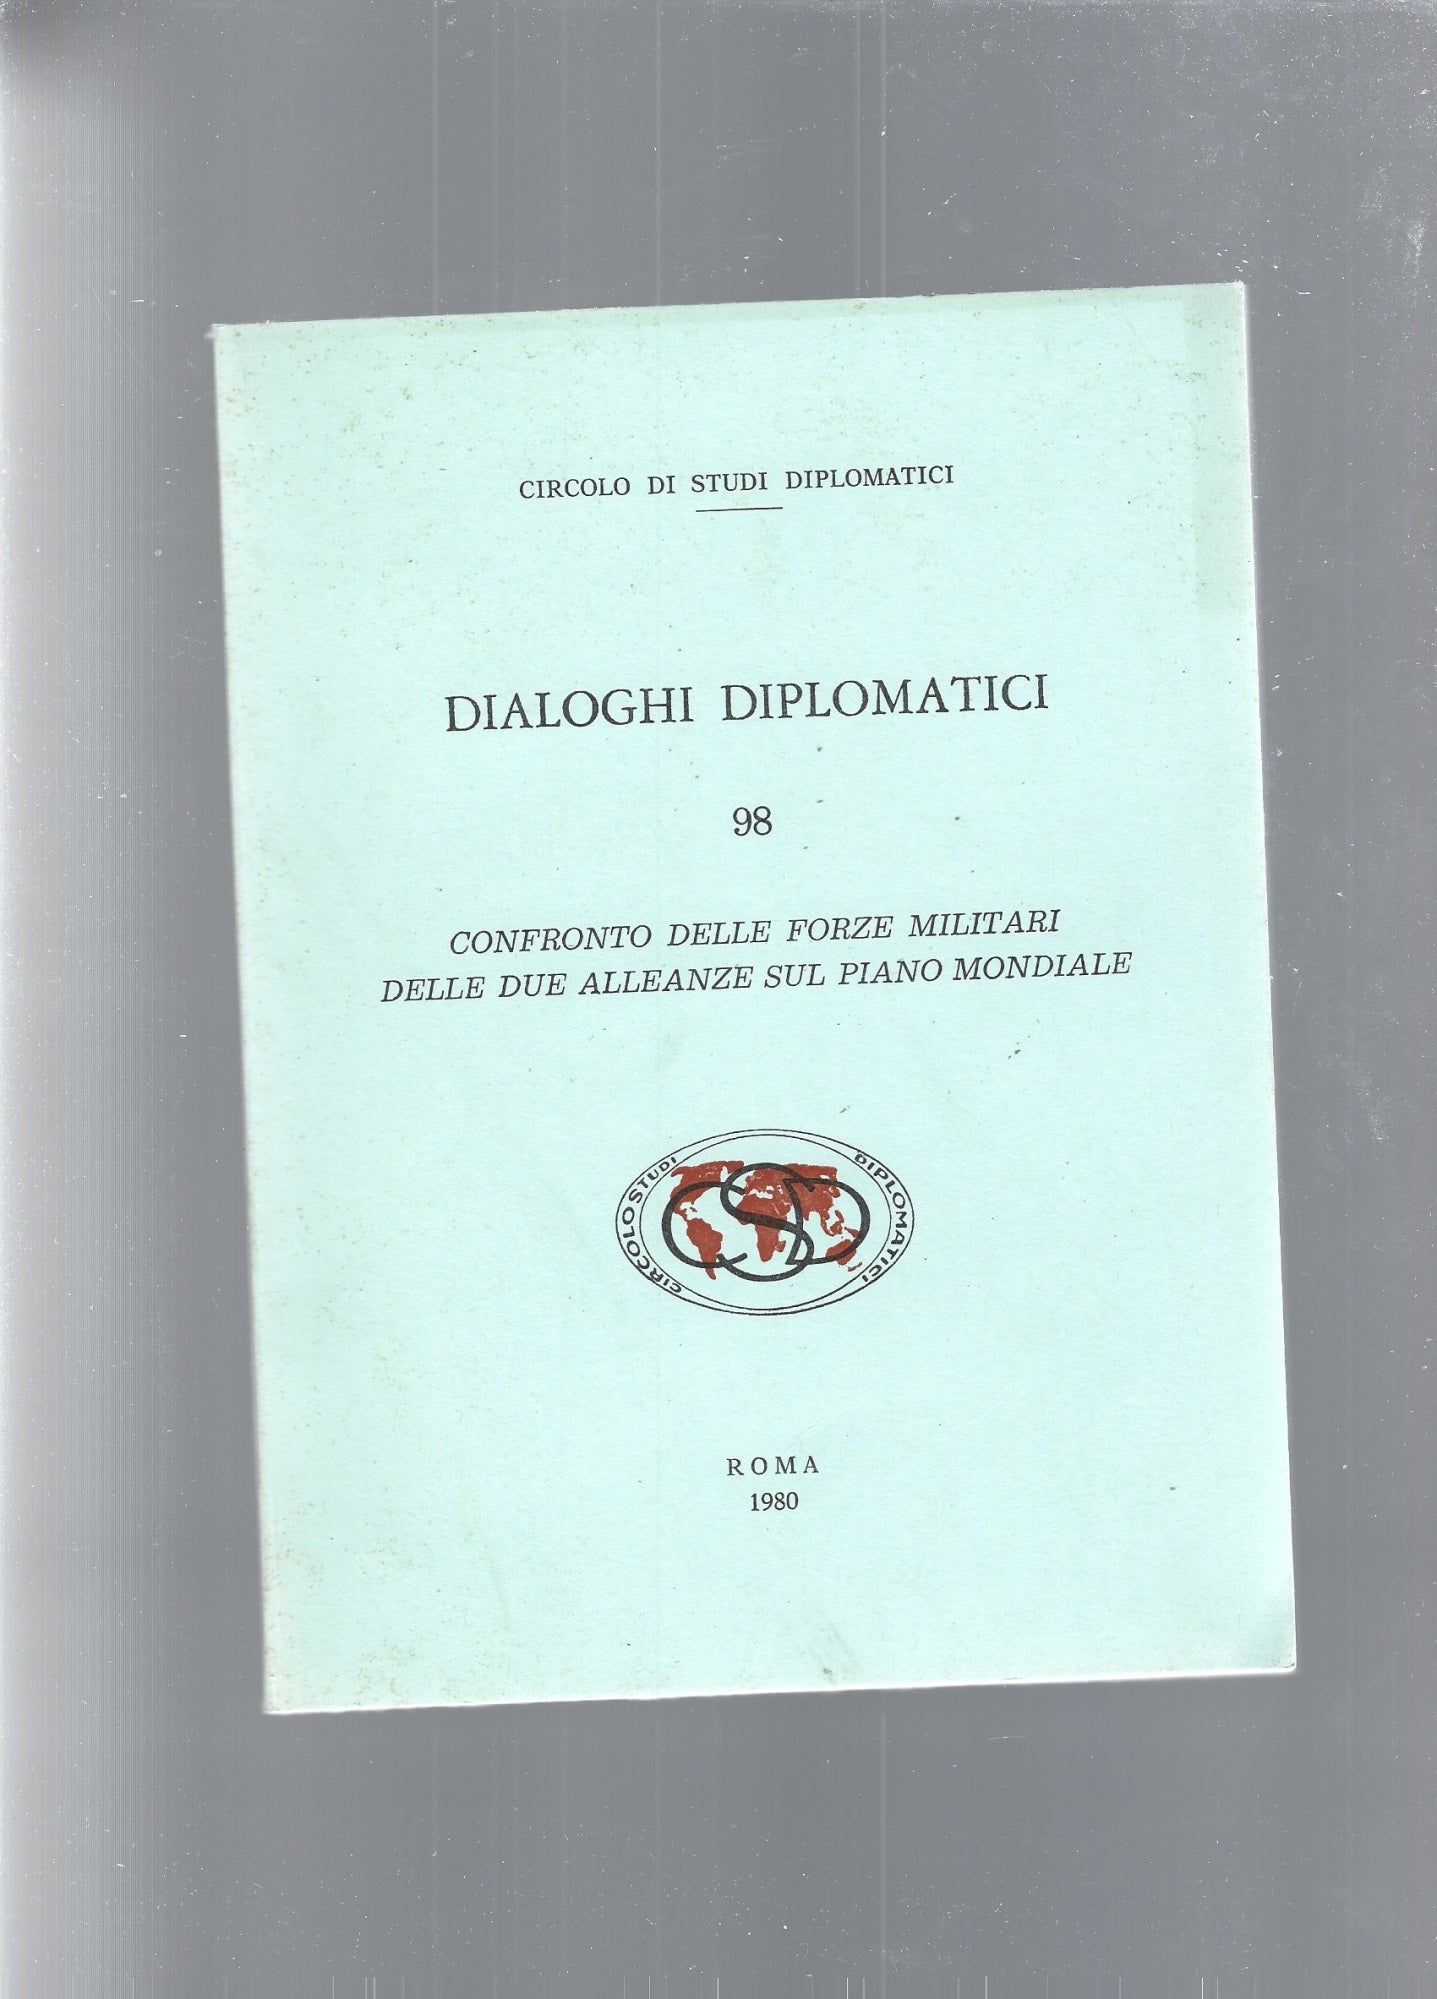 CIRCOLO DI STUDI DIPLOMATICI
DIALOGHI DIPLOMATICI
98
CONFRONTO DELLE FORZE MILITARI
DELLE DUE ALLEANZE SUL PIANO MONDIALE
CIRCOLO STUDI DIPLOMATICI
CSD
ROMA
1980